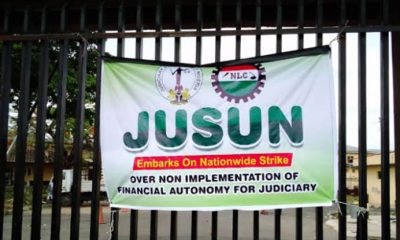 NLC
JUSUN
Embarks On Nationwide Strike
OVER NON IMPLEMENTATION OF
FINANCIAL AUTONOMY FOR JUDICIARY